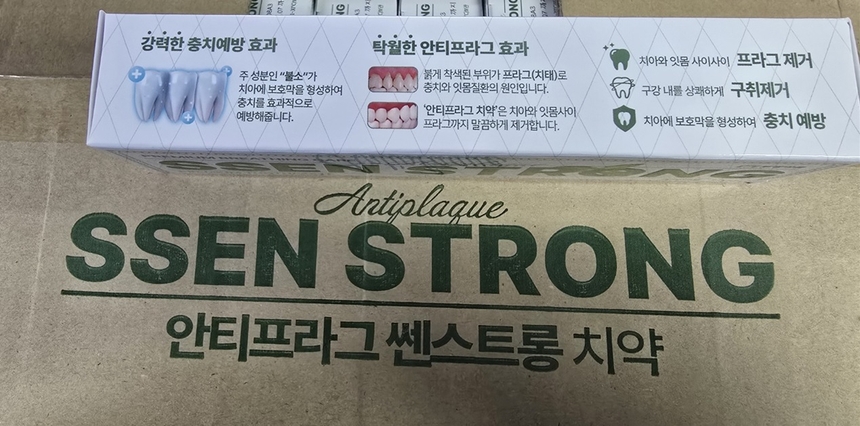 강력한 충치예방 효과
주 성분인 "불소"가
치아에 보호막을 형성하여
충치를 효과적으로
예방해줍니다.
탁월한 안티프라그 효과
붉게 착색된 부위가 프라그(치태)로
충치와 잇몸질환의 원인입니다.
'안티프라그 치약'은 치아와 잇몸사이
프라그까지 말끔하게 제거합니다.
치아와 잇몸 사이사이 프라그 제거
구강 내를 상쾌하게 구취제거
치아에 보호막을 형성하여 충치 예방
SSEN STRONG
Antiplaque
SSEN STRONG
안티프라그 쎈스트롱 치약